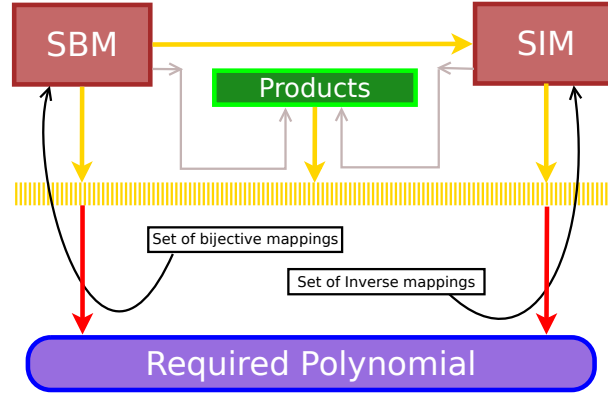 SBM
SIM
Products
Set of bijective mappings
Set of Inverse mappings
Required Polynomial